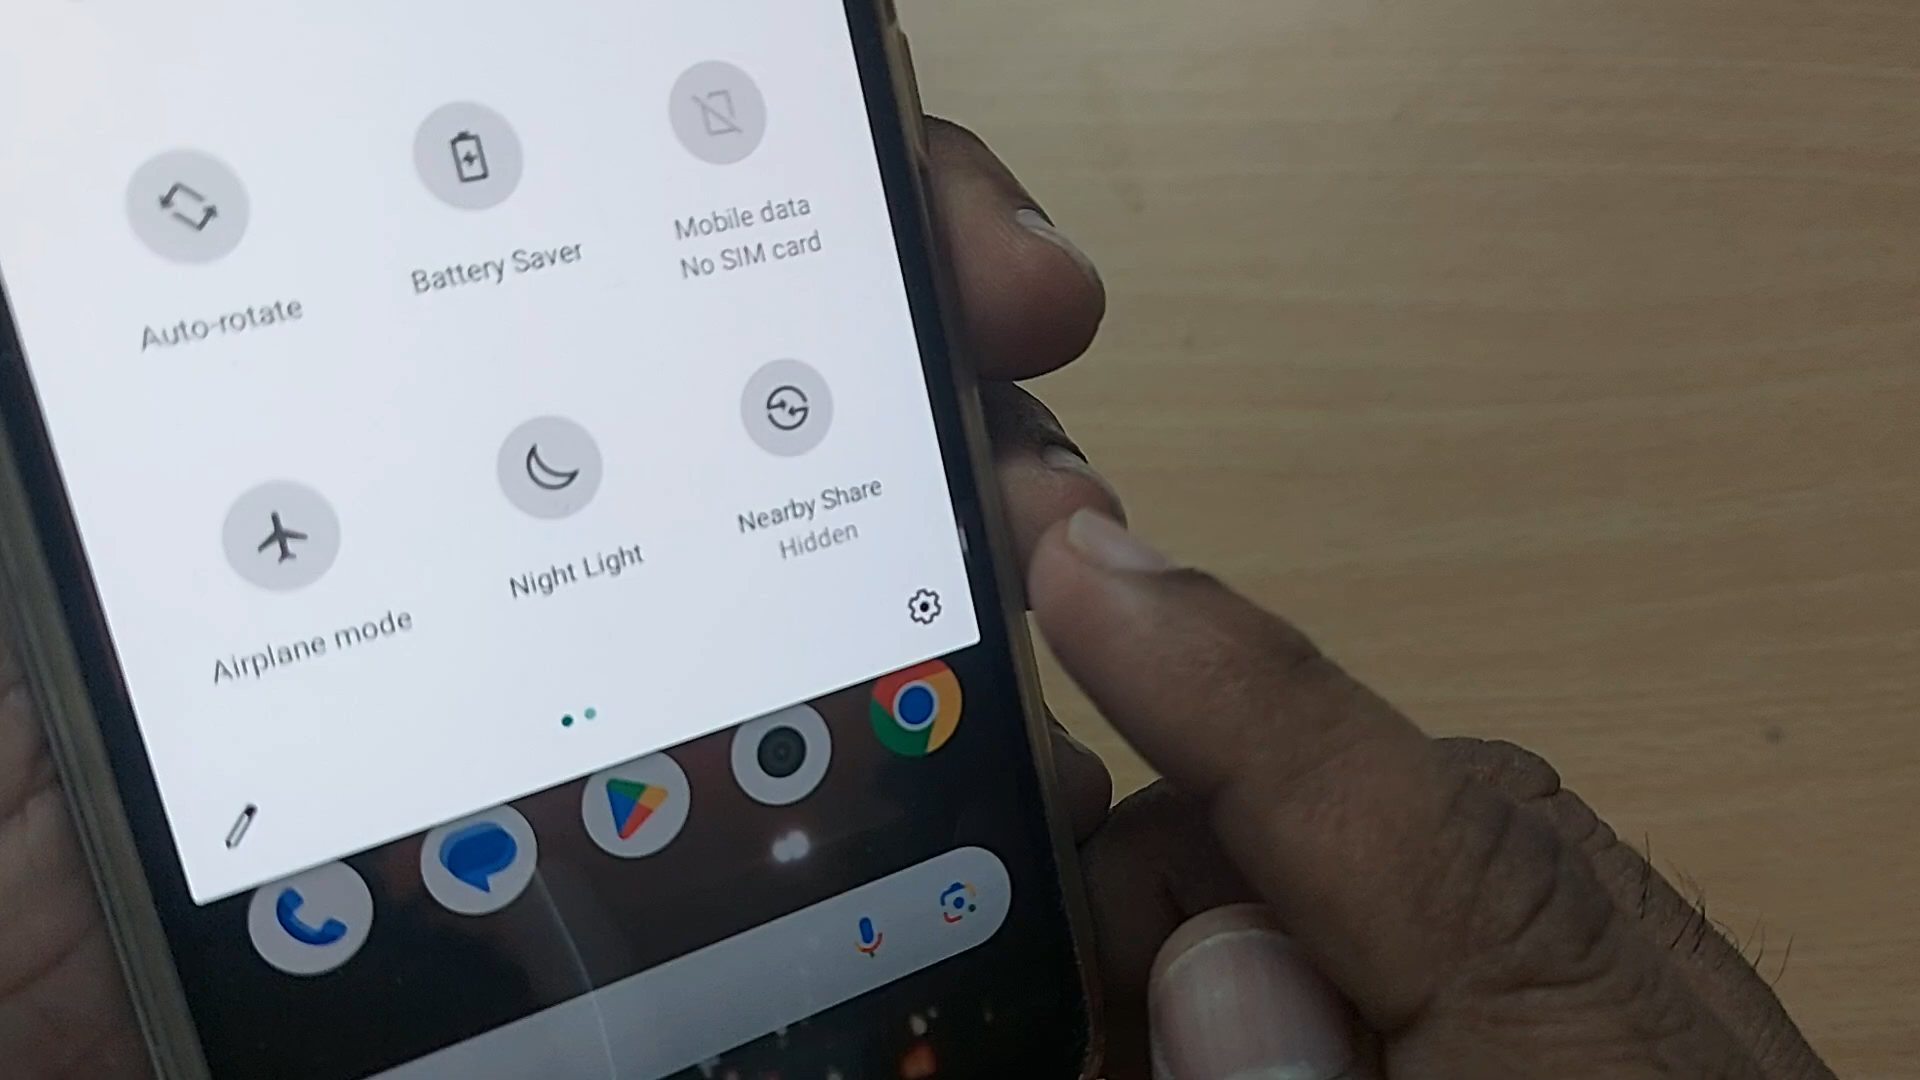 Auto-rotate
Battery Saver
Mobile data
No SIM card
Airplane mode
Night Light
Nearby Share
Hidden